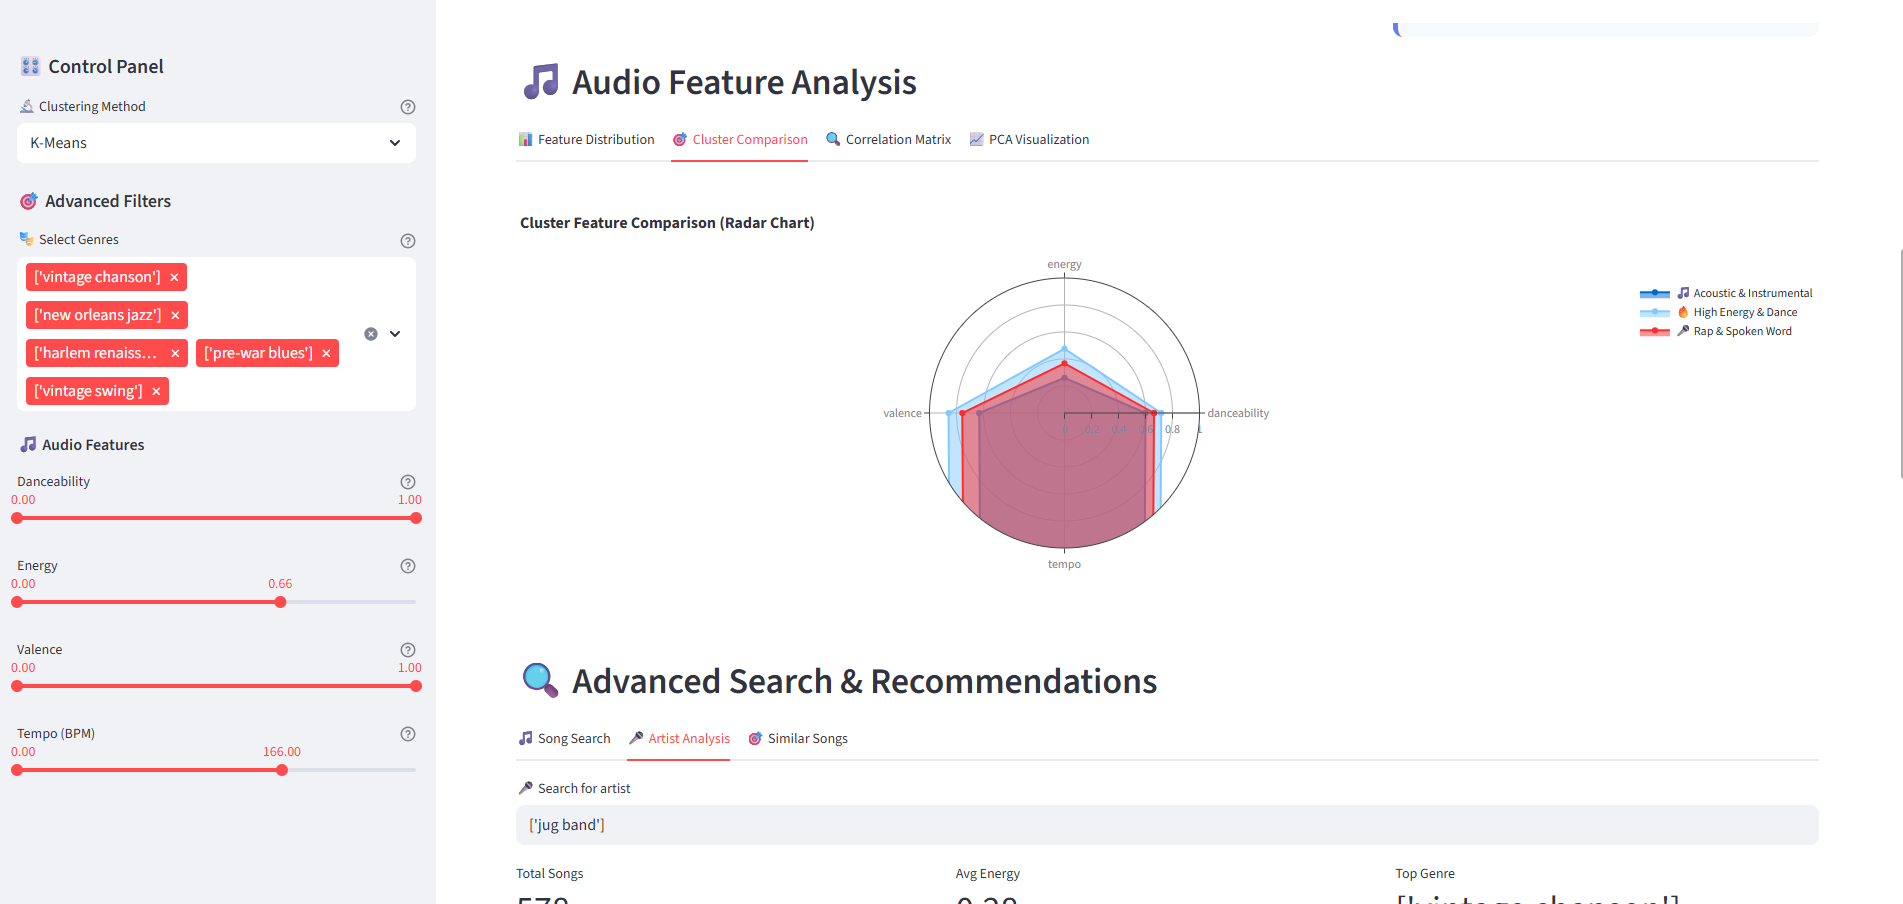 Control Panel
Clustering Method
K-Means
Advanced Filters
Select Genres
['vintage chanson'] ×
['new orleans jazz'] ×
['harlem renaiss... × ['pre-war blues'] ×
['vintage swing'] ×
Audio Features
Danceability
0.00 1.00
Energy
0.00 0.66
Valence
0.00 1.00
Tempo (BPM)
0.00 166.00
Audio Feature Analysis
Feature Distribution Cluster Comparison Correlation Matrix PCA Visualization
Cluster Feature Comparison (Radar Chart)
energy
valence
danceability
0 0.2 0.4 0.6 0.8 1
tempo
Acoustic & Instrumental
High Energy & Dance
Rap & Spoken Word
Advanced Search & Recommendations
Song Search Artist Analysis Similar Songs
Search for artist
['jug band']
Total Songs Avg Energy Top Genre
['vintage chanson']